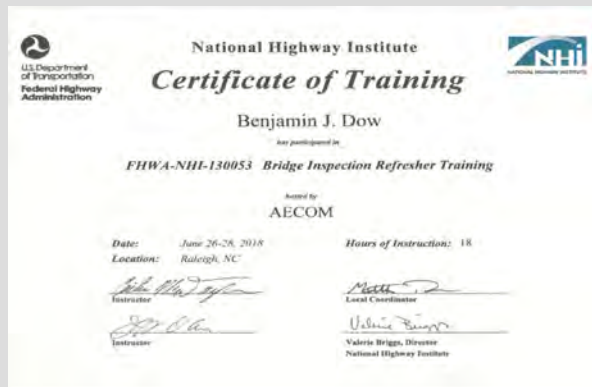 U.S. Department
of Transportation
Federal Highway
Administration
National Highway Institute
Certificate of Training
NHI
NATIONAL HIGHWAY INSTITUTE
Benjamin J. Dow
has participated in
FHWA-NHI-130053 Bridge Inspection Refresher Training
hosted by
AECOM
Date: June 26-28, 2018
Hours of Instruction: 18
Location: Raleigh, NC
Instructor
Local Coordinator
Valerie Briggs
Instructor
Valerie Briggs, Director
National Highway Institute